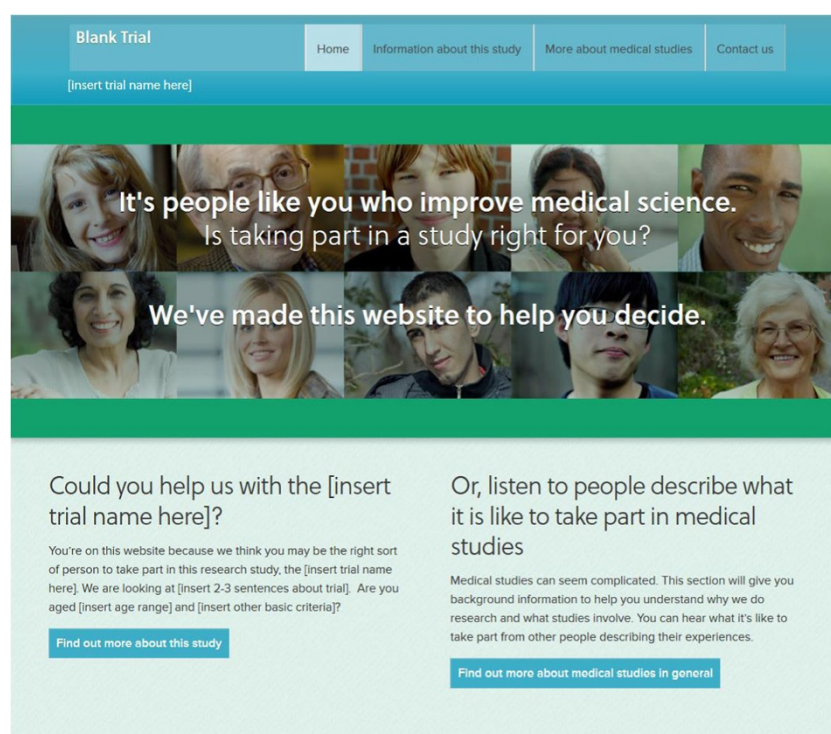 Blank Trial
Home
Information about this study
More about medical studies
Contact us
[insert trial name here]
It's people like you who improve medical science.
Is taking part in a study right for you?
We've made this website to help you decide.
Could you help us with the [insert
trial name here]?
You're on this website because we think you may be the right sort
of person to take part in this research study, the [insert trial name
here]. We are looking at [insert 2-3 sentences about trial]. Are you
aged [insert age range] and [insert other basic criteria]?
Find out more about this study
Or, listen to people describe what
it is like to take part in medical
studies
Medical studies can seem complicated. This section will give you
background information to help you understand why we do
research and what studies involve. You can hear what it's like to
take part from other people describing their experiences.
Find out more about medical studies in general